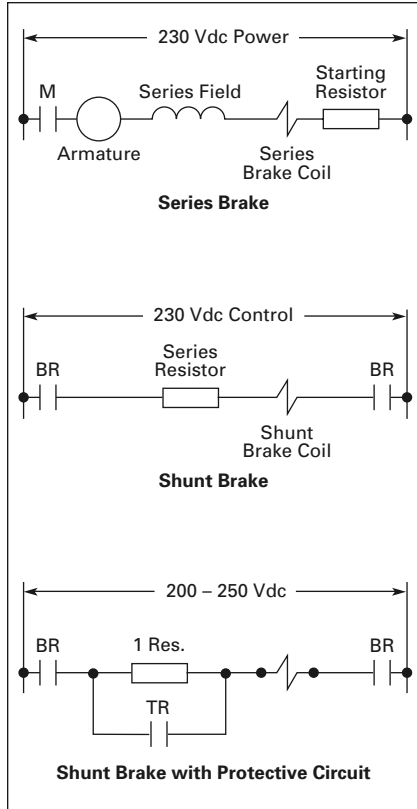 230 Vdc Power
M
Series Field
Starting
Resistor
Armature
Series
Brake Coil
Series Brake
230 Vdc Control
BR
Series
Resistor
BR
Shunt
Brake Coil
Shunt Brake
200 – 250 Vdc
BR
1 Res.
BR
TR
Shunt Brake with Protective Circuit